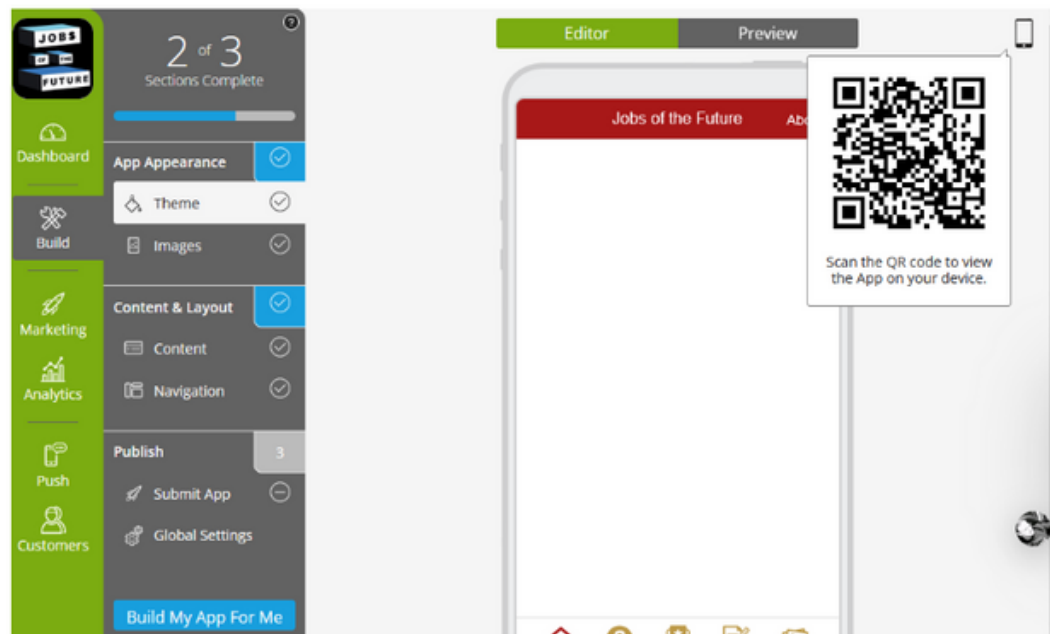 JOBS
OF THE
FUTURE
Dashboard
Build
Marketing
Analytics
Push
Customers
?
2 of 3
Sections Complete
App Appearance
Theme
Images
Content & Layout
Content
Navigation
Publish
3
Submit App
Global Settings
Build My App For Me
Editor
Preview
Jobs of the Future
Scan the QR code to view
the App on your device.